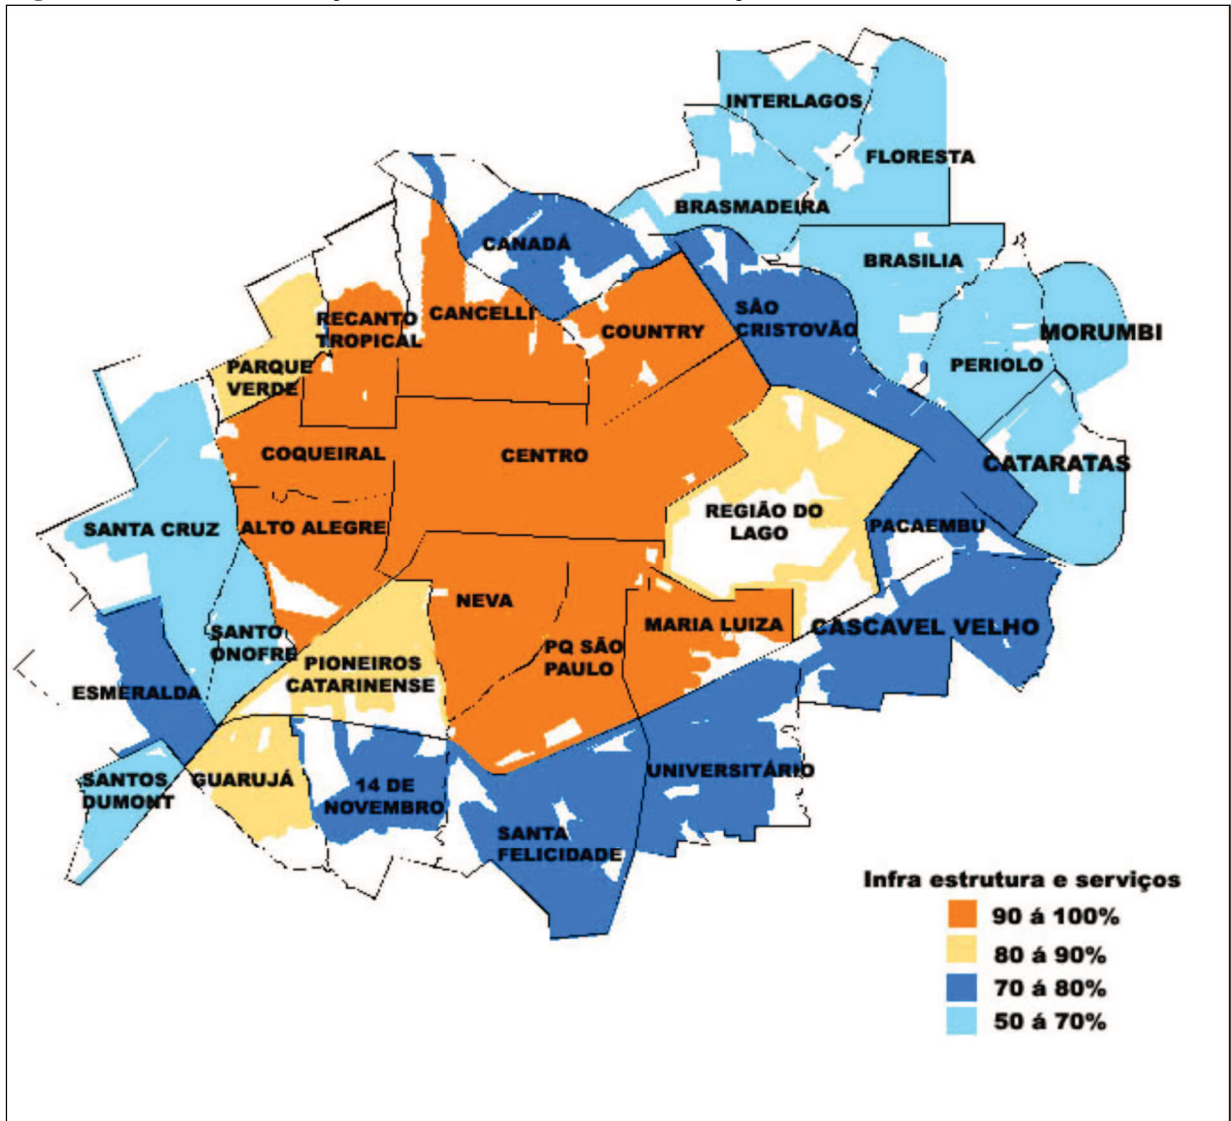 INTERLAGOS
FLORESTA
BRASMADEIRA
CANADÁ
BRASILIA
SÂO
CRISTOVÃO
MORUMBI
PERIOLO
RECANTO
TROPICAL
CANCELLI
COUNTRY
PARQUE
VERDE
COQUEIRAL
CENTRO
CATARATAS
SANTA CRUZ
ALTO ALEGRE
REGIÃO DO
LAGO
PACAEMBU
NEVA
MARIA LUIZA
CASCAVEL VELHO
SANTO
ONOFRE
PQ SÃO
PAULO
PIONEIROS
CATARINENSE
ESMERALDA
SANTOS
DUMONT
GUARUJÁ
14 DE
NOVEMBRO
UNIVERSITÁRIO
SANTA
FELICIDADE
Infra estrutura e serviços
90 á 100%
80 á 90%
70 á 80%
50 á 70%